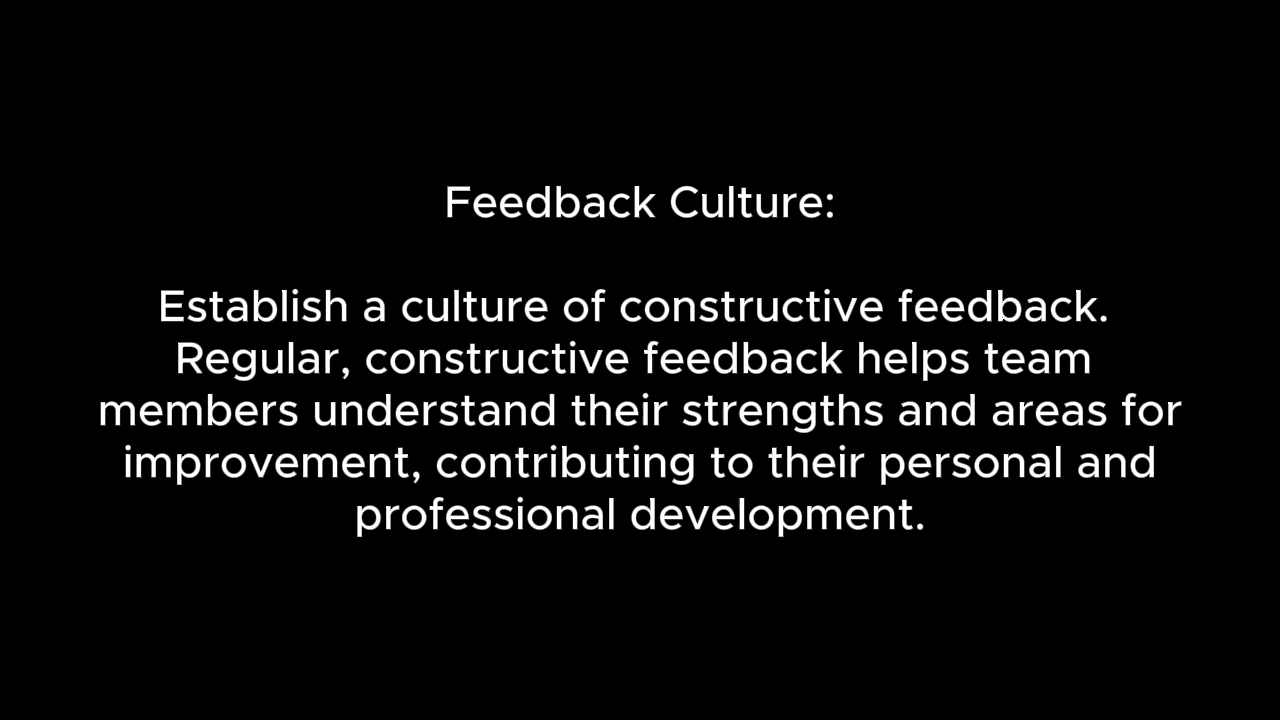 Feedback Culture:
Establish a culture of constructive feedback.
Regular, constructive feedback helps team
members understand their strengths and areas for
improvement, contributing to their personal and
professional development.